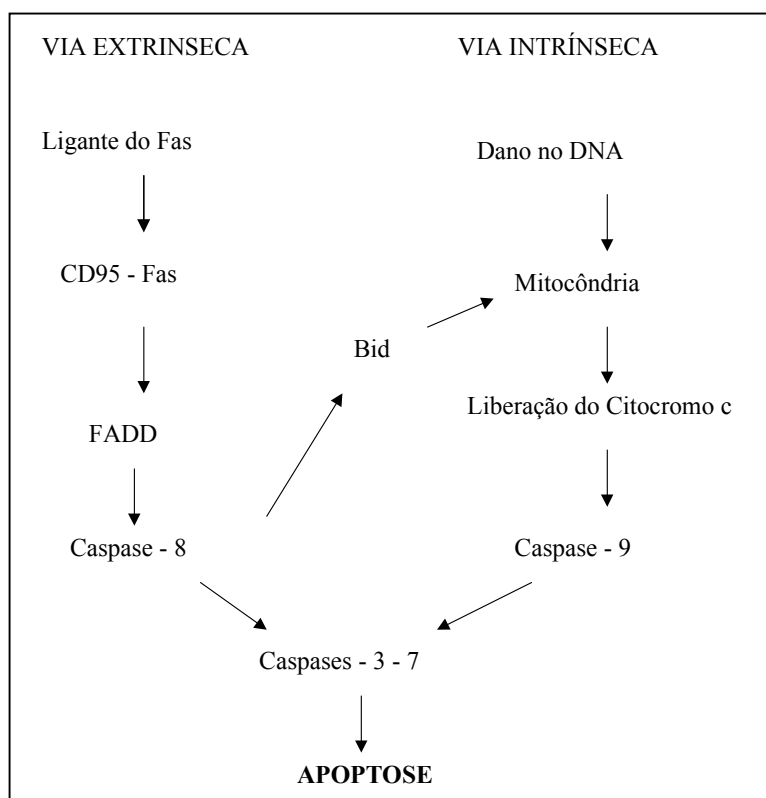 VIA EXTRINSECA
VIA INTRÍNSECA
Ligante do Fas
Dano no DNA
CD95 - Fas
Mitocôndria
Bid
Liberação do Citocromo c
FADD
Caspase - 8
Caspase - 9
Caspases - 3 - 7
APOPTOSE